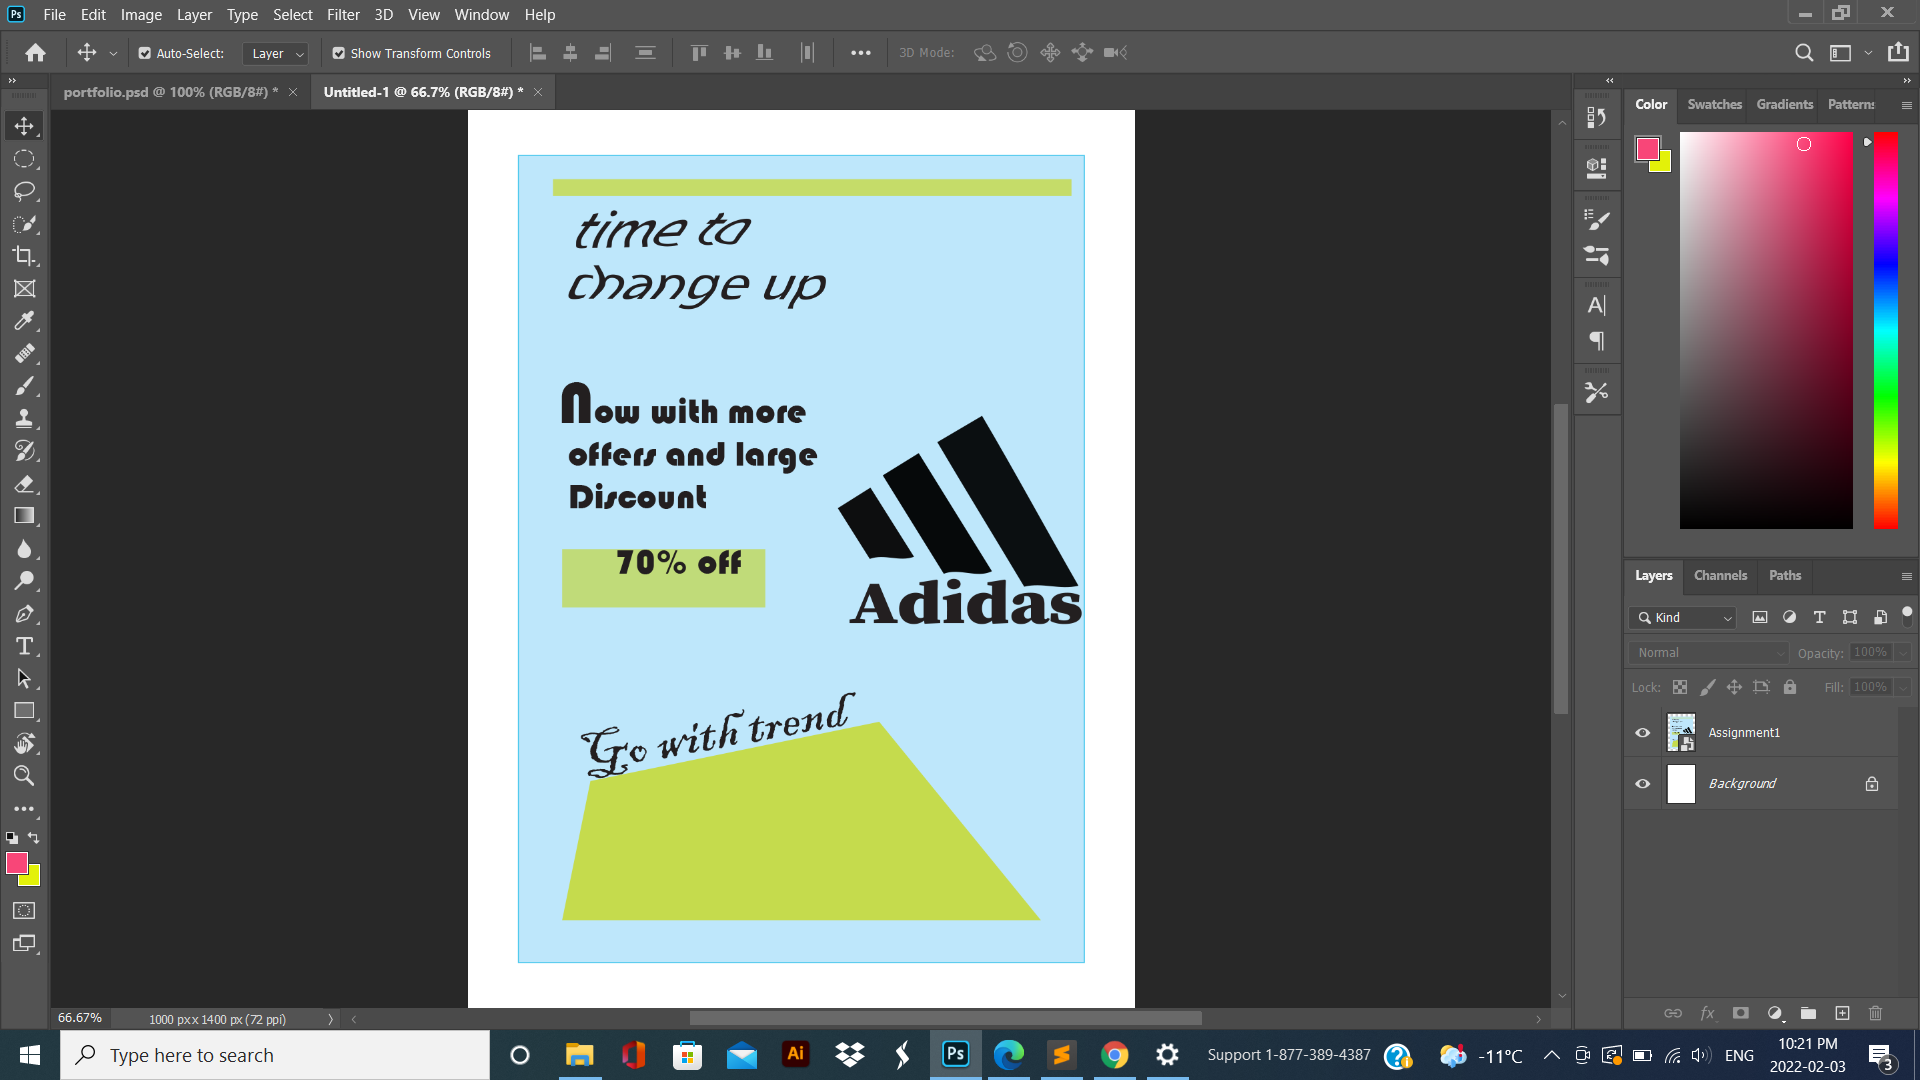 Ps File Edit Image Layer Type Select Filter 3D View Window Help
Auto-Select: Layer Show Transform Controls 3D Mode:
portfolio.psd @ 100% (RGB/8#) * × Untitled-1 @ 66.7% (RGB/8#) * ×
Color Swatches Gradients Patterns
time to
change up
Now with more
offers and large
Discount
70% off
Adidas
Go with trend
Layers Channels Paths
Kind
Normal Opacity: 100%
Lock: Fill: 100%
Assignment1
Background
66.67% 1000 px x 1400 px (72 ppi)
Type here to search
Ai Ps Support 1-877-389-4387 -11°C ENG
10:21 PM
2022-02-03
3